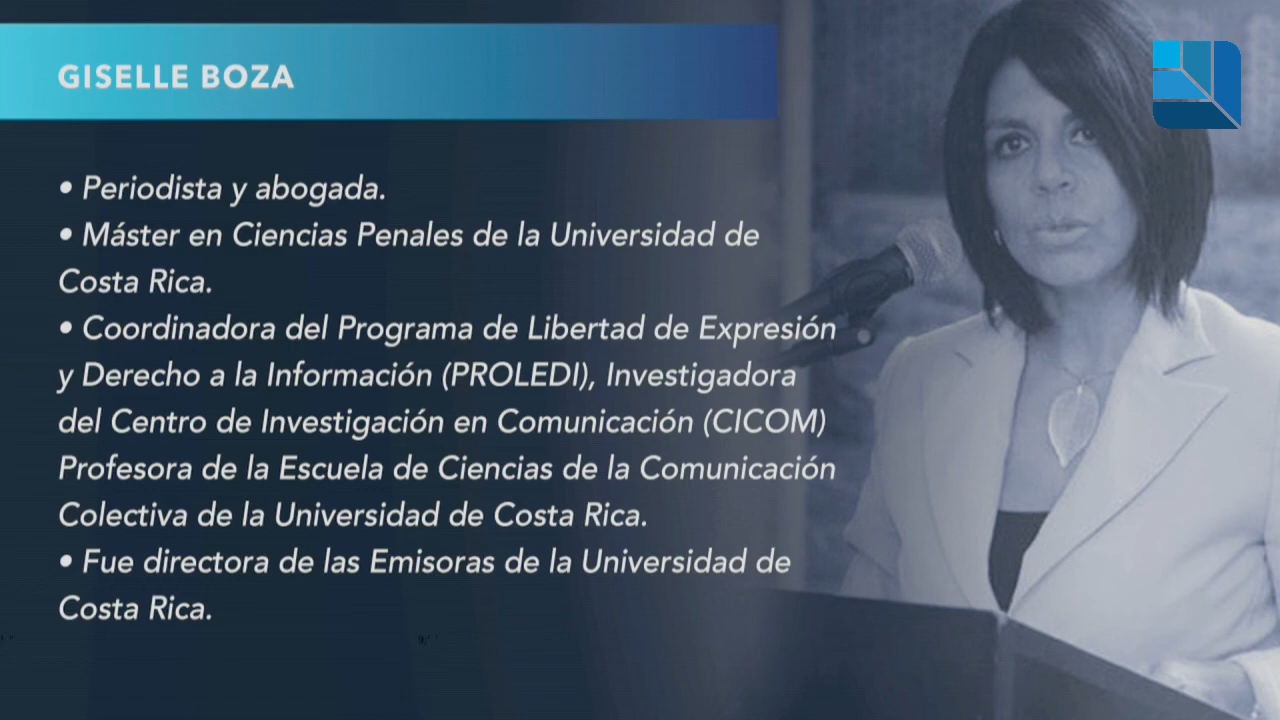 GISELLE BOZA
• Periodista y abogada.
• Máster en Ciencias Penales de la Universidad de
Costa Rica.
• Coordinadora del Programa de Libertad de Expresión
y Derecho a la Información (PROLEDI), Investigadora
del Centro de Investigación en Comunicación (CICOM)
Profesora de la Escuela de Ciencias de la Comunicación
Colectiva de la Universidad de Costa Rica.
• Fue directora de las Emisoras de la Universidad de
Costa Rica.